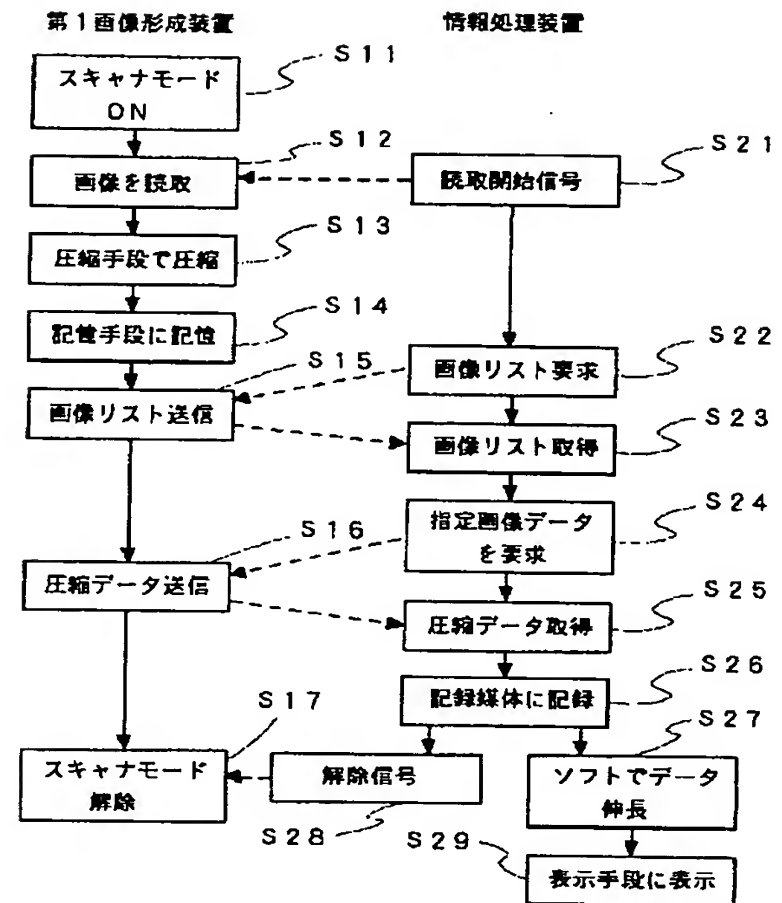 第1画像形成装置
情報処理装置
スキャナモード
ON
S11
画像を読取
S12
読取開始信号
S21
圧縮手段で圧縮
S13
記憶手段に記憶
S14
画像リスト要求
S22
画像リスト送信
S15
画像リスト取得
S23
指定画像データ
を要求
S24
圧縮データ送信
S16
圧縮データ取得
S25
記録媒体に記録
S26
スキャナモード
解除
S17
解除信号
S28
ソフトでデータ
伸長
S27
表示手段に表示
S29